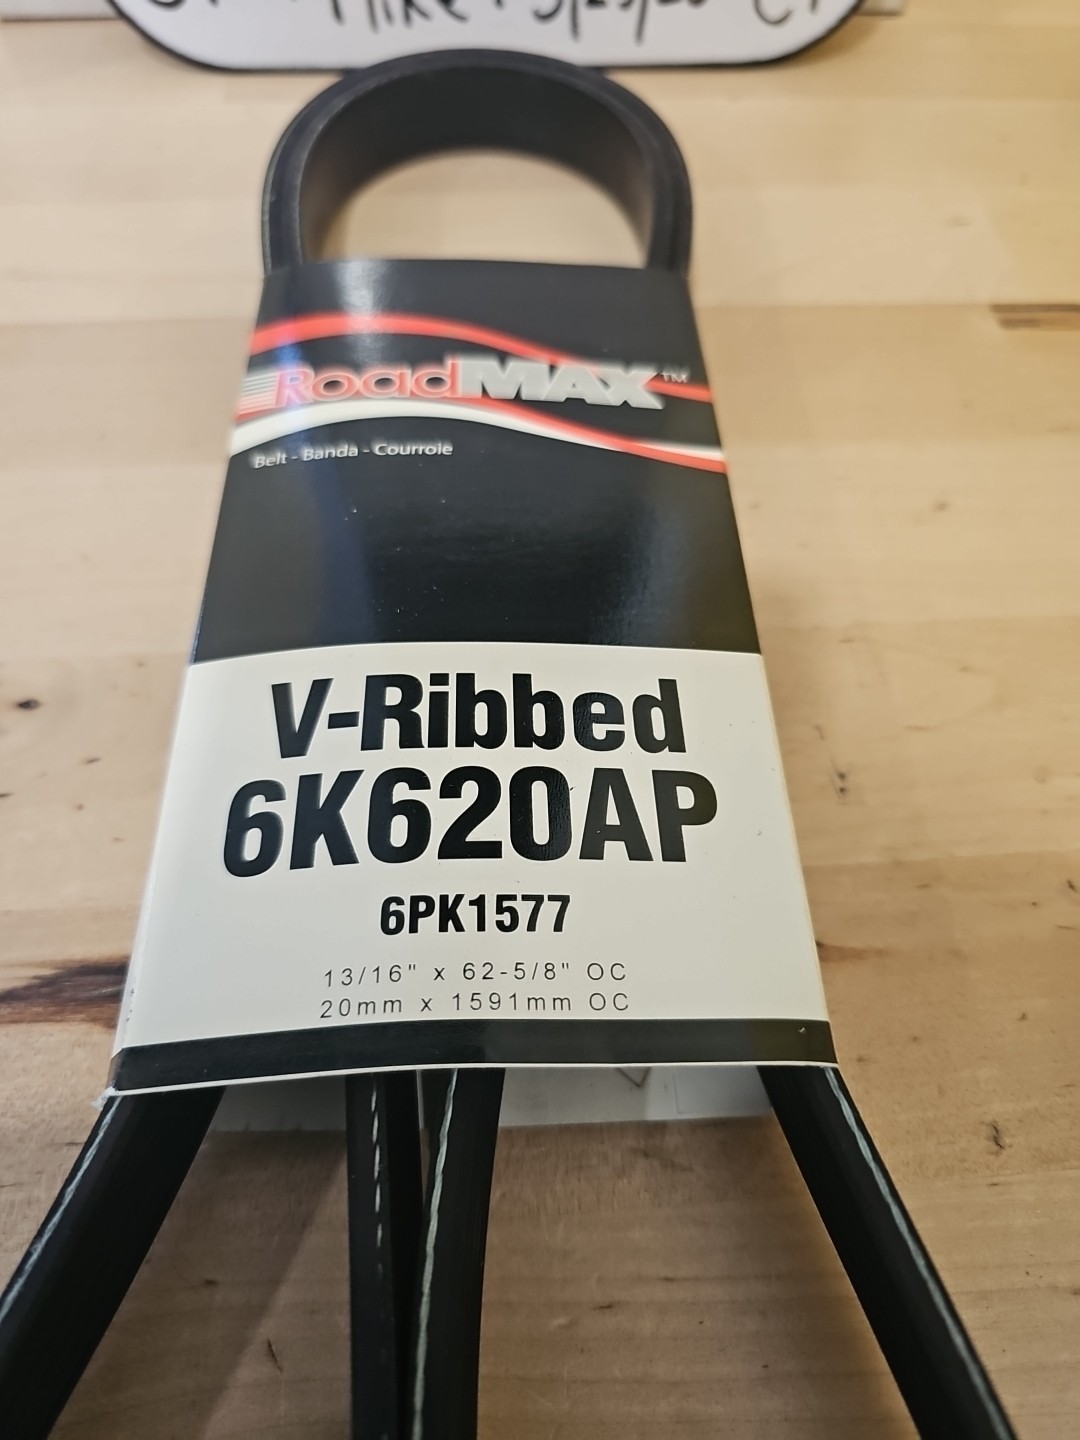 RoadMAX™
Belt - Banda - Courroie
V-Ribbed
6K620AP
6PK1577
13/16" x 62-5/8" OC
20mm x 1591mm OC